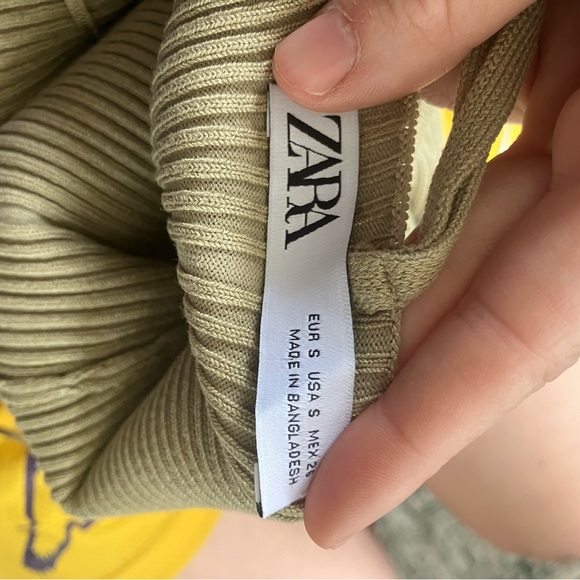 ZARA
EUR S USA S MEX 26
MADE IN BANGLADESH